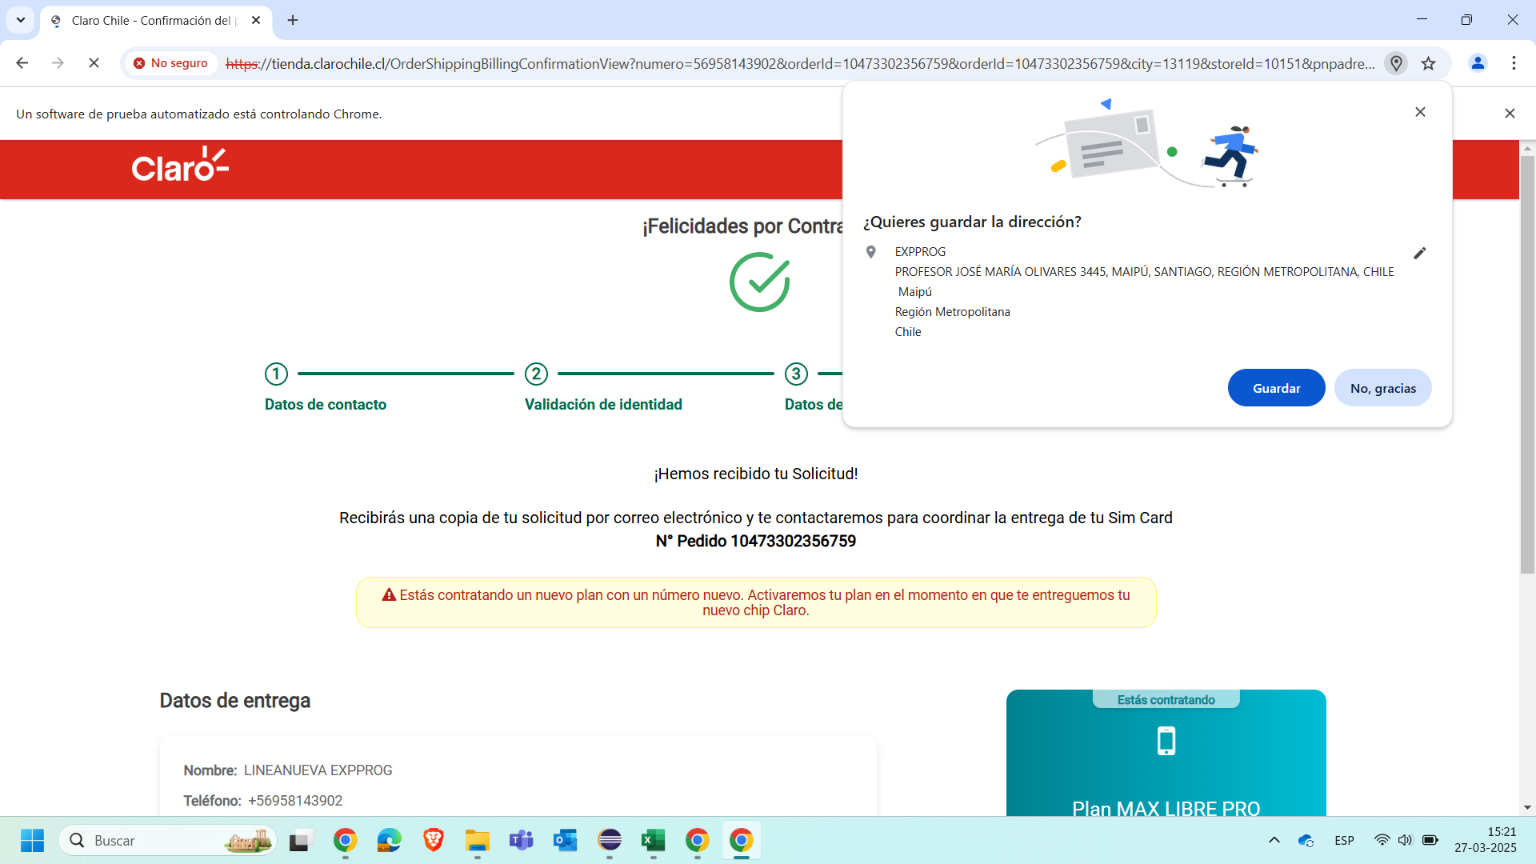 Claro Chile - Confirmación del p
No seguro
https://tienda.clarochile.cl/OrderShippingBillingConfirmationView?numero=56958143902&orderId=10473302356759&orderId=10473302356759&city=13119&storeId=10151&pnpadre...
Un software de prueba automatizado está controlando Chrome.
Claro
¿Quieres guardar la dirección?
EXPPROG
PROFESOR JOSÉ MARÍA OLIVARES 3445, MAIPÚ, SANTIAGO, REGIÓN METROPOLITANA, CHILE
Maipú
Región Metropolitana
Chile
Guardar
No, gracias
¡Felicidades por Contra
1
2
3
Datos de contacto
Validación de identidad
Datos de
¡Hemos recibido tu Solicitud!
Recibirás una copia de tu solicitud por correo electrónico y te contactaremos para coordinar la entrega de tu Sim Card
N° Pedido 10473302356759
Estás contratando un nuevo plan con un número nuevo. Activaremos tu plan en el momento en que te entreguemos tu
nuevo chip Claro.
Datos de entrega
Nombre: LINEANUEVA EXPPROG
Teléfono: +56958143902
Estás contratando
Plan MAX LIBRE PRO
Buscar
ESP
15:21
27-03-2025